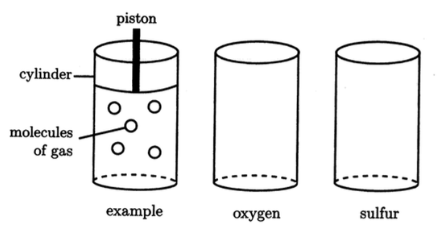 piston
cylinder
molecules
of gas
example
oxygen
sulfur